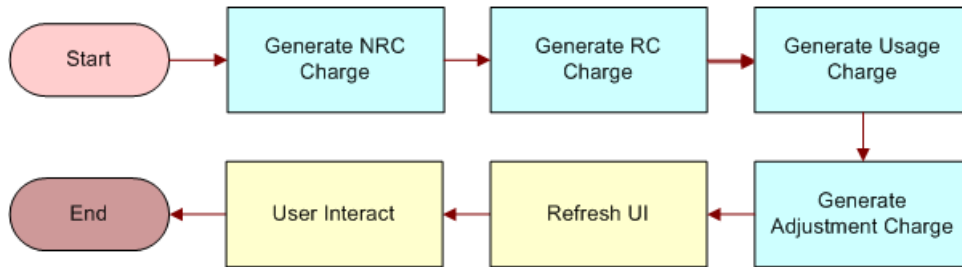 Start
Generate NRC
Charge
Generate RC
Charge
Generate Usage
Charge
Generate
Adjustment Charge
Refresh UI
User Interact
End